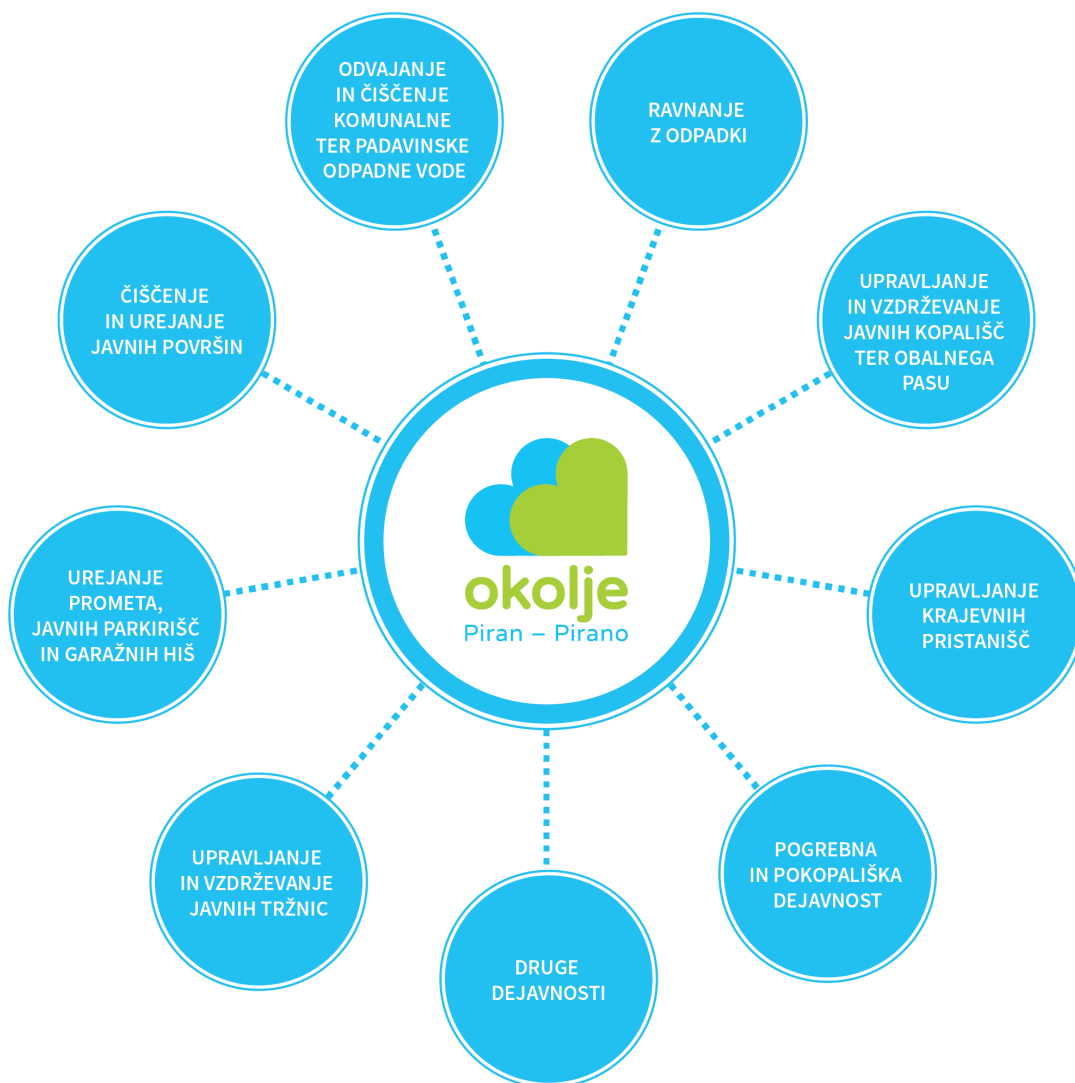 ODVAJANJE
IN ČIŠČENJE
KOMUNALNE
TER PADAVINSKE
ODPADNE VODE
RAVNANJE
Z ODPADKI
ČIŠČENJE
IN UREJANJE
JAVNIH POVRŠIN
UPRAVLJANJE
IN VZDRŽEVANJE
JAVNIH KOPALIŠČ
TER OBALNEGA
PASU
UREJANJE
PROMETA,
JAVNIH PARKIRIŠČ
IN GARAŽNIH HIŠ
okolje
Piran – Pirano
UPRAVLJANJE
KRAJEVNIH
PRISTANIŠČ
UPRAVLJANJE
IN VZDRŽEVANJE
JAVNIH TRŽNIC
POGREBNA
IN POKOPALIŠKA
DEJAVNOST
DRUGE
DEJAVNOSTI